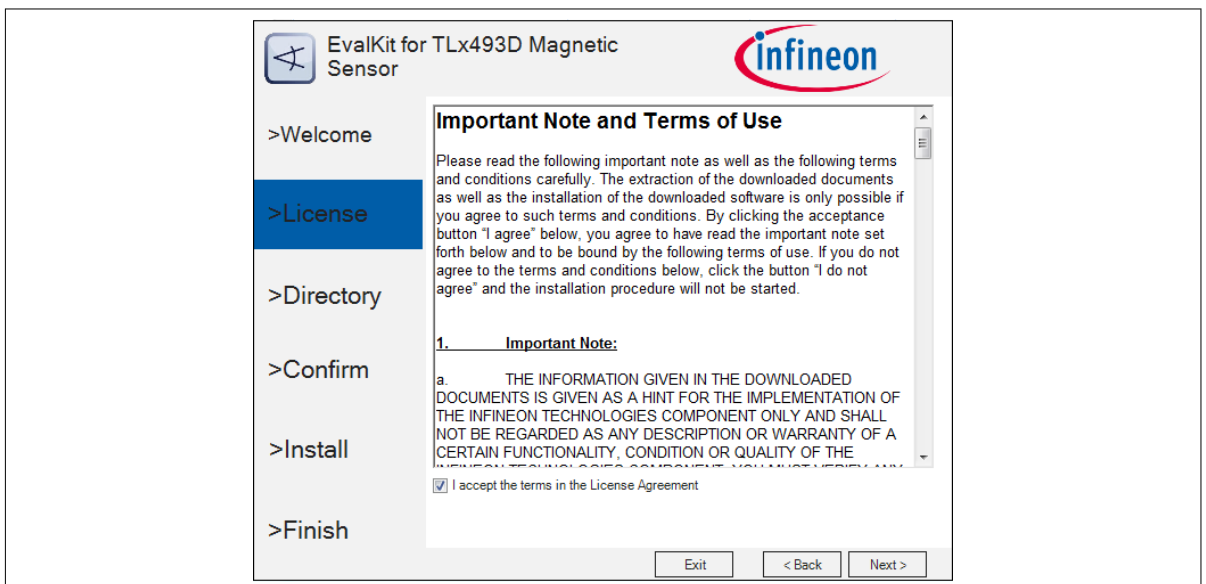 EvalKit for TLx493D Magnetic
Sensor
infineon
>Welcome
>License
>Directory
>Confirm
>Install
>Finish
Important Note and Terms of Use
Please read the following important note as well as the following terms
and conditions carefully. The extraction of the downloaded documents
as well as the installation of the downloaded software is only possible if
you agree to such terms and conditions. By clicking the acceptance
button “I agree” below, you agree to have read the important note set
forth below and to be bound by the following terms of use. If you do not
agree to the terms and conditions below, click the button “I do not
agree” and the installation procedure will not be started.
1. Important Note:
a. THE INFORMATION GIVEN IN THE DOWNLOADED
DOCUMENTS IS GIVEN AS A HINT FOR THE IMPLEMENTATION OF
THE INFINEON TECHNOLOGIES COMPONENT ONLY AND SHALL
NOT BE REGARDED AS ANY DESCRIPTION OR WARRANTY OF A
CERTAIN FUNCTIONALITY, CONDITION OR QUALITY OF THE
INFINEON TECHNOLOGIES COMPONENT. YOU MUST VERIFY ANY
I accept the terms in the License Agreement
Exit
< Back
Next >